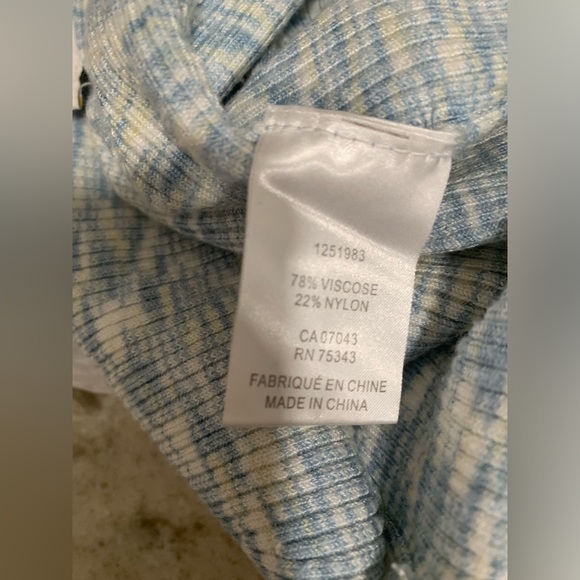 1251983
78% VISCOSE
22% NYLON
CA 07043
RN 75343
FABRIQUÉ EN CHINE
MADE IN CHINA